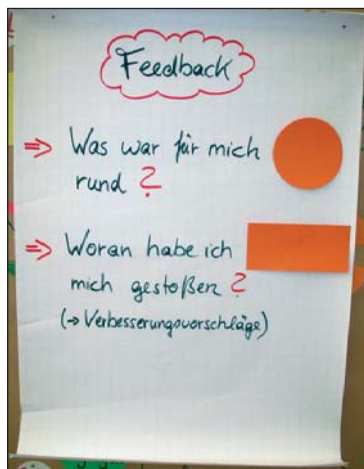 Feedback
⇒ Was war für mich
rund?
⇒ Woran habe ich
mich gestoßen?
(→ Verbesserungsvorschläge)